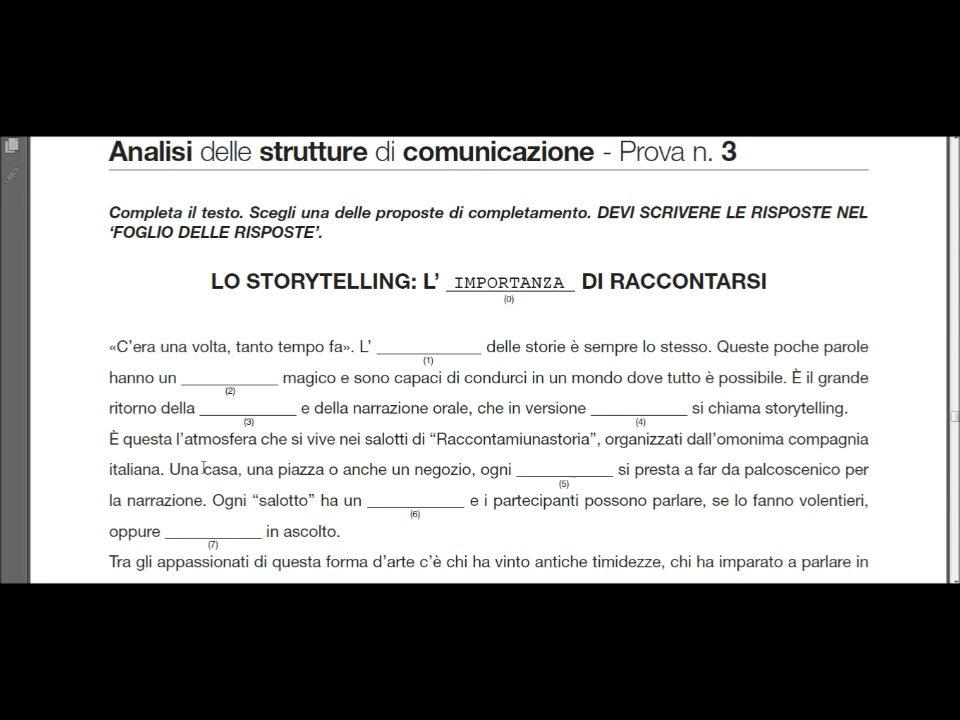 Analisi delle strutture di comunicazione - Prova n. 3
Completa il testo. Scegli una delle proposte di completamento. DEVI SCRIVERE LE RISPOSTE NEL
‘FOGLIO DELLE RISPOSTE’.
LO STORYTELLING: L’ IMPORTANZA DI RACCONTARSI
(0)
«C’era una volta, tanto tempo fa». L’ ____________ delle storie è sempre lo stesso. Queste poche parole
(1)
hanno un ___________ magico e sono capaci di condurci in un mondo dove tutto è possibile. È il grande
(2)
ritorno della ___________ e della narrazione orale, che in versione ___________ si chiama storytelling.
(3) (4)
È questa l’atmosfera che si vive nei salotti di “Raccontamiunastoria”, organizzati dall’omonima compagnia
italiana. Una casa, una piazza o anche un negozio, ogni ___________ si presta a far da palcoscenico per
(5)
la narrazione. Ogni “salotto” ha un ___________ e i partecipanti possono parlare, se lo fanno volentieri,
(6)
oppure ___________ in ascolto.
(7)
Tra gli appassionati di questa forma d’arte c’è chi ha vinto antiche timidezze, chi ha imparato a parlare in